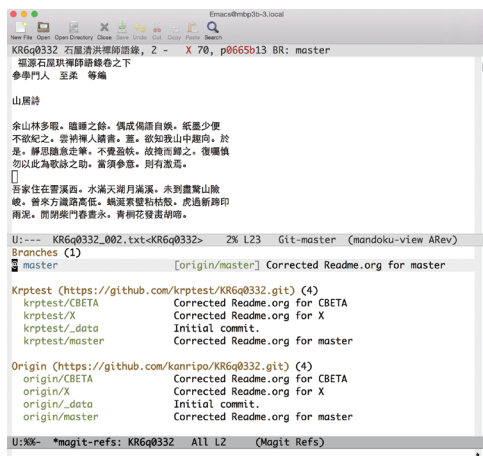 Emacs@mbp3b-3.local
New File Open Open Directory Close Save Undo Cut Copy Paste Search
KR6q0332 石屋清洪禪師語錄, 2 - X 70, p0665b13 BR: master
福源石屋珙禪師語錄卷之下
參學門人 至柔 等編
山居詩
余山林多暇。瞌睡之餘。偶成偈語自娛。紙墨少便
不欲紀之。雲衲禪人請書。蓋。欲知我山中趣向。於
是。靜思隨意走筆。不覺盈帙。故掩而歸之。復囑慎
勿以此為歌詠之助。當須參意。則有激焉。
吾家住在霅溪西。水滿天湖月滿溪。未到盡驚山險
峻。曾來方識路高低。蝸涎素壁粘枯殼。虎過新蹄印
雨泥。閒閉柴門春晝永。青桐花發畫胡啼。
U:--- KR6q0332_002.txt<KR6q0332> 2% L23 Git-master (mandoku-view ARev)
Branches (1)
@ master [origin/master] Corrected Readme.org for master
Krptest (https://github.com/krptest/KR6q0332.git) (4)
krptest/CBETA Corrected Readme.org for CBETA
krptest/X Corrected Readme.org for X
krptest/_data Initial commit.
krptest/master Corrected Readme.org for master
Origin (https://github.com/kanripo/KR6q0332.git) (4)
origin/CBETA Corrected Readme.org for CBETA
origin/X Corrected Readme.org for X
origin/_data Initial commit.
origin/master Corrected Readme.org for master
U:%%- *magit-refs: KR6q0332 All L2 (Magit Refs)